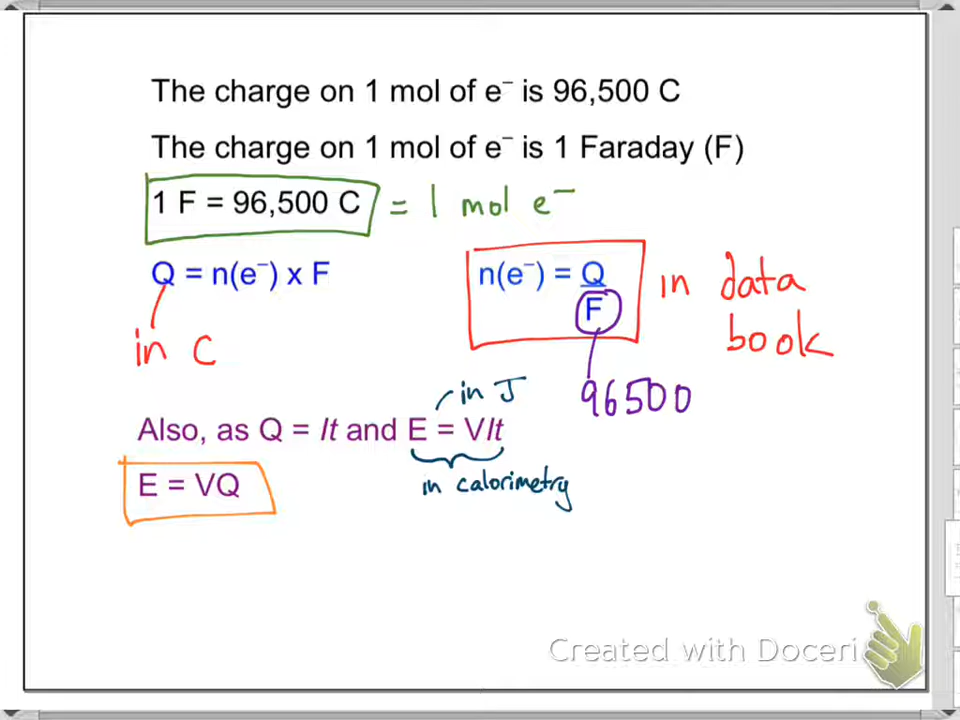 The charge on 1 mol of e⁻ is 96,500 C
The charge on 1 mol of e⁻ is 1 Faraday (F)
1 F = 96,500 C = 1 mol e⁻
Q = n(e⁻) x F
n(e⁻) = Q
F
in data
book
in C
96500
in J
Also, as Q = It and E = VIt
in calorimetry
E = VQ
Created with Doceri